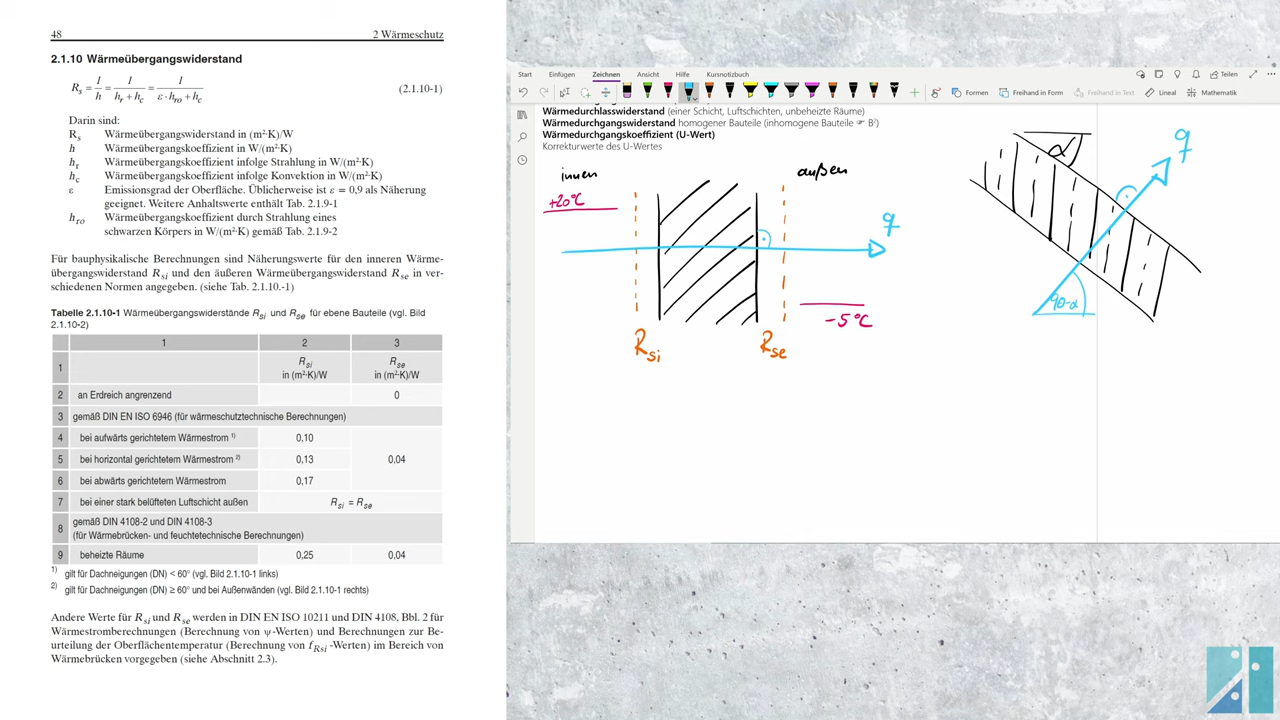 48 2 Wärmeschutz
2.1.10 Wärmeübergangswiderstand
R_s = 1/h = 1/(h_r + h_c) = 1/(ε · h_ro + h_c) (2.1.10-1)
Darin sind:
R_s Wärmeübergangswiderstand in (m²·K)/W
h Wärmeübergangskoeffizient in W/(m²·K)
h_r Wärmeübergangskoeffizient infolge Strahlung in W/(m²·K)
h_c Wärmeübergangskoeffizient infolge Konvektion in W/(m²·K)
ε Emissionsgrad der Oberfläche. Üblicherweise ist ε = 0,9 als Näherung
geeignet. Weitere Anhaltswerte enthält Tab. 2.1.9-1
h_ro Wärmeübergangskoeffizient durch Strahlung eines
schwarzen Körpers in W/(m²·K) gemäß Tab. 2.1.9-2
Für bauphysikalische Berechnungen sind Näherungswerte für den inneren Wärme-
übergangswiderstand R_si und den äußeren Wärmeübergangswiderstand R_se in ver-
schiedenen Normen angegeben. (siehe Tab. 2.1.10.-1)
Tabelle 2.1.10-1 Wärmeübergangswiderstände R_si und R_se für ebene Bauteile (vgl. Bild
2.1.10-2)
1 2 3
1 R_si in (m²·K)/W R_se in (m²·K)/W
2 an Erdreich angrenzend 0
3 gemäß DIN EN ISO 6946 (für wärmeschutztechnische Berechnungen)
4 bei aufwärts gerichtetem Wärmestrom 1) 0,10
5 bei horizontal gerichtetem Wärmestrom 2) 0,13 0,04
6 bei abwärts gerichtetem Wärmestrom 0,17
7 bei einer stark belüfteten Luftschicht außen R_si = R_se
8 gemäß DIN 4108-2 und DIN 4108-3
(für Wärmebrücken- und feuchtetechnische Berechnungen)
9 beheizte Räume 0,25 0,04
1) gilt für Dachneigungen (DN) < 60° (vgl. Bild 2.1.10-1 links)
2) gilt für Dachneigungen (DN) ≥ 60° und bei Außenwänden (vgl. Bild 2.1.10-1 rechts)
Andere Werte für R_si und R_se werden in DIN EN ISO 10211 und DIN 4108, Bbl. 2 für
Wärmestromberechnungen (Berechnung von ψ-Werten) und Berechnungen zur Be-
urteilung der Oberflächentemperatur (Berechnung von f_Rsi -Werten) im Bereich von
Wärmebrücken vorgegeben (siehe Abschnitt 2.3).
Start Einfügen Zeichnen Ansicht Hilfe Kursnotizbuch Teilen
Formen Freihand in Form Freihand in Text Lineal Mathematik
Wärmedurchlasswiderstand (einer Schicht, Luftschichten, unbeheizte Räume)
Wärmedurchgangswiderstand homogener Bauteile (inhomogene Bauteile ☞ B²)
Wärmedurchgangskoeffizient (U-Wert)
Korrekturwerte des U-Wertes
innen außen
+20°C
q
-5°C
R_si R_se
α
q
90-α